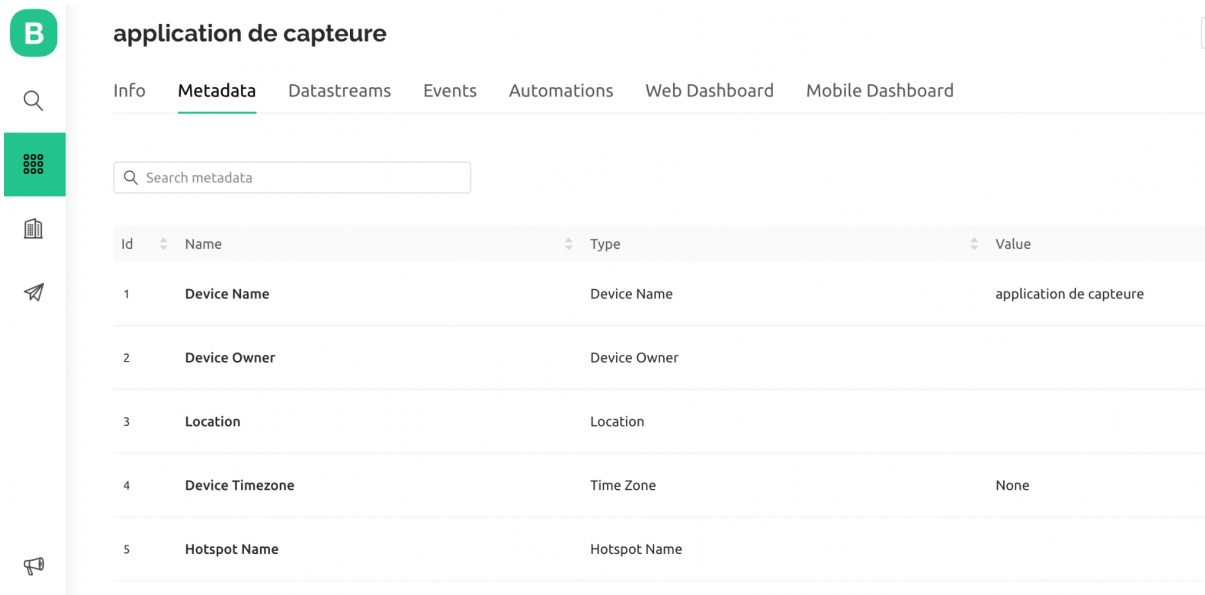 B
application de capteure
Info Metadata Datastreams Events Automations Web Dashboard Mobile Dashboard
Search metadata
Id Name Type Value
1 Device Name Device Name application de capteure
2 Device Owner Device Owner
3 Location Location
4 Device Timezone Time Zone None
5 Hotspot Name Hotspot Name